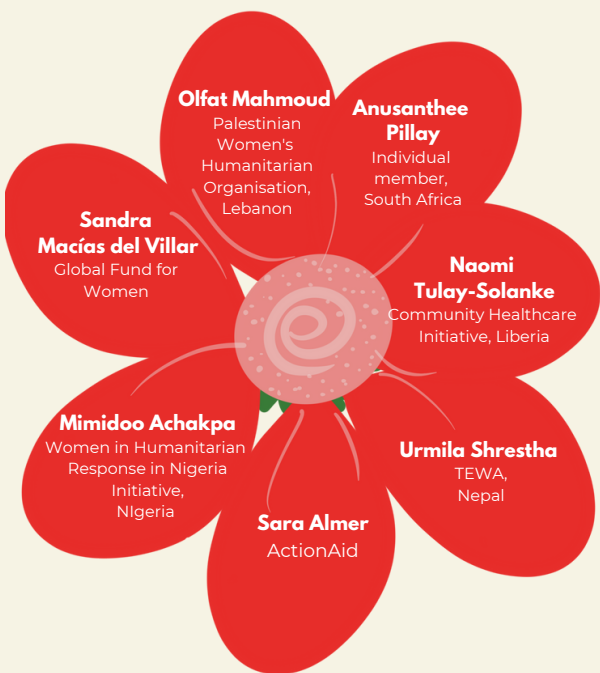 Olfat Mahmoud
Palestinian
Women's
Humanitarian
Organisation,
Lebanon
Anusanthee
Pillay
Individual
member,
South Africa
Sandra
Macías del Villar
Global Fund for
Women
Naomi
Tulay-Solanke
Community Healthcare
Initiative, Liberia
Mimidoo Achakpa
Women in Humanitarian
Response in Nigeria
Initiative,
NIgeria
Urmila Shrestha
TEWA,
Nepal
Sara Almer
ActionAid